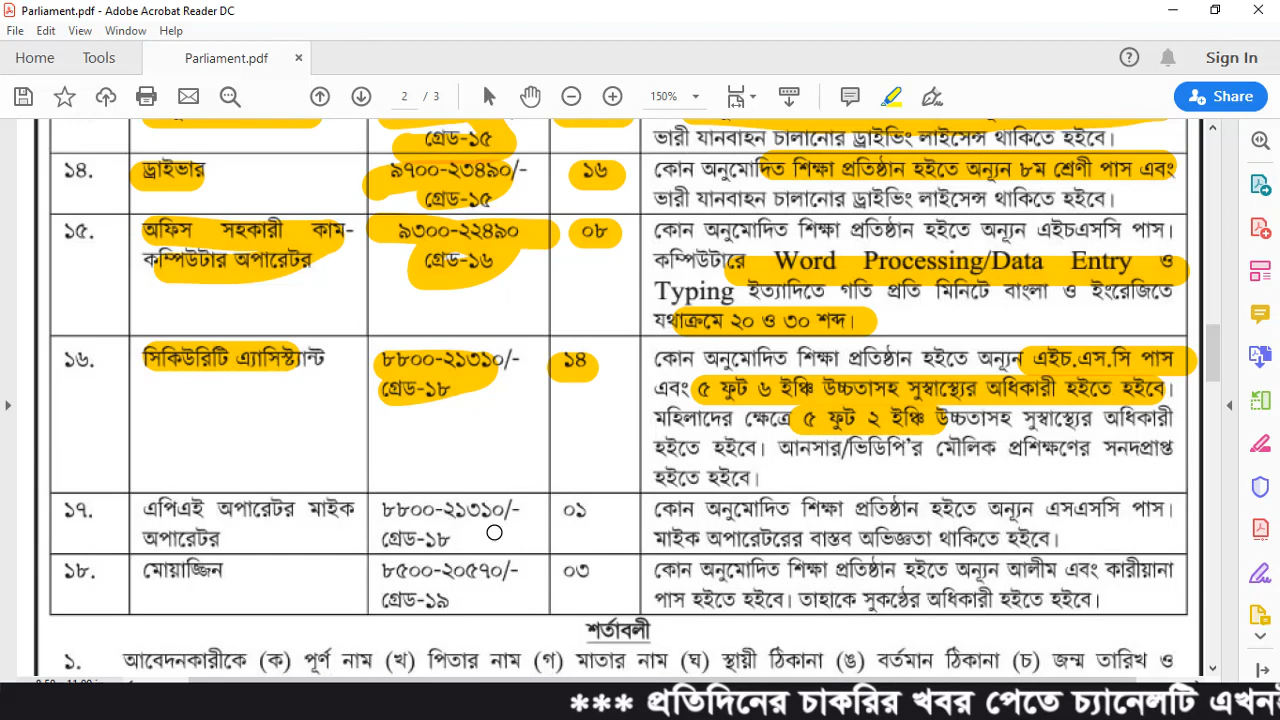 Parliament.pdf - Adobe Acrobat Reader DC
File Edit View Window Help
Home Tools Parliament.pdf × Sign In
2 / 3 150% Share
গ্রেড-১৫ ভারী যানবাহন চালানোর ড্রাইভিং লাইসেন্স থাকিতে হইবে।
১৪. ড্রাইভার ৯৭০০-২৩৪৯০/- ১৬ কোন অনুমোদিত শিক্ষা প্রতিষ্ঠান হইতে অন্যূন ৮ম শ্রেণী পাস এবং
গ্রেড-১৫ ভারী যানবাহন চালানোর ড্রাইভিং লাইসেন্স থাকিতে হইবে।
১৫. অফিস সহকারী কাম- ৯৩০০-২২৪৯০ ০৮ কোন অনুমোদিত শিক্ষা প্রতিষ্ঠান হইতে অন্যূন এইচএসসি পাস।
কম্পিউটার অপারেটর গ্রেড-১৬ কম্পিউটারে Word Processing/Data Entry ও
Typing ইত্যাদিতে গতি প্রতি মিনিটে বাংলা ও ইংরেজিতে
যথাক্রমে ২০ ও ৩০ শব্দ।
১৬. সিকিউরিটি এ্যাসিস্ট্যান্ট ৮৮০০-২১৩১০/- ১৪ কোন অনুমোদিত শিক্ষা প্রতিষ্ঠান হইতে অন্যূন এইচ.এস.সি পাস
গ্রেড-১৮ এবং ৫ ফুট ৬ ইঞ্চি উচ্চতাসহ সুস্বাস্থ্যের অধিকারী হইতে হইবে।
মহিলাদের ক্ষেত্রে ৫ ফুট ২ ইঞ্চি উচ্চতাসহ সুস্বাস্থ্যের অধিকারী
হইতে হইবে। আনসার/ভিডিপি'র মৌলিক প্রশিক্ষণের সনদপ্রাপ্ত
হইতে হইবে।
১৭. এপিএই অপারেটর মাইক ৮৮০০-২১৩১০/- ০১ কোন অনুমোদিত শিক্ষা প্রতিষ্ঠান হইতে অন্যূন এসএসসি পাস।
অপারেটর গ্রেড-১৮ মাইক অপারেটরের বাস্তব অভিজ্ঞতা থাকিতে হইবে।
১৮. মোয়াজ্জিন ৮৫০০-২০৫৭০/- ০৩ কোন অনুমোদিত শিক্ষা প্রতিষ্ঠান হইতে অন্যূন আলীম এবং কারীয়ানা
গ্রেড-১৯ পাস হইতে হইবে। তাহাকে সুকণ্ঠের অধিকারী হইতে হইবে।
শর্তাবলী
১. আবেদনকারীকে (ক) পূর্ণ নাম (খ) পিতার নাম (গ) মাতার নাম (ঘ) স্থায়ী ঠিকানা (ঙ) বর্তমান ঠিকানা (চ) জন্ম তারিখ ও
*** প্রতিদিনের চাকরির খবর পেতে চ্যানেলটি